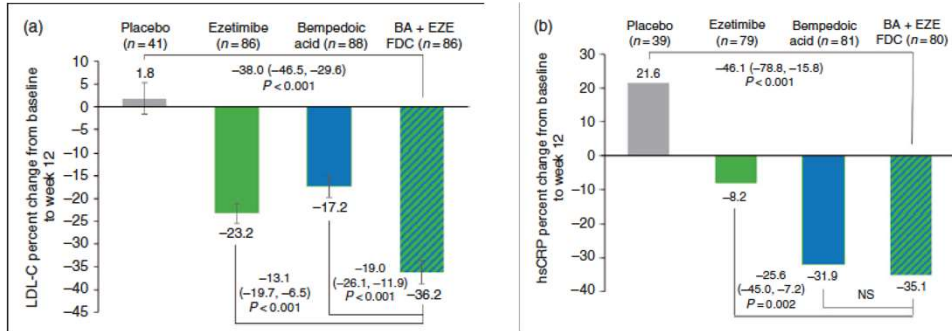 (a)
Placebo Ezetimibe Bempedoic BA + EZE
(n = 41) (n = 86) acid (n = 88) FDC (n = 86)
LDL-C percent change from baseline
to week 12
10
5
0
−5
−10
−15
−20
−25
−30
−35
−40
−45
1.8
−38.0 (−46.5, −29.6)
P < 0.001
−23.2
−17.2
−36.2
−13.1
(−19.7, −6.5)
P < 0.001
−19.0
(−26.1, −11.9)
P < 0.001
(b)
Placebo Ezetimibe Bempedoic BA + EZE
(n = 39) (n = 79) acid (n = 81) FDC (n = 80)
hsCRP percent change from baseline
to week 12
30
20
10
0
−10
−20
−30
−40
21.6
−46.1 (−78.8, −15.8)
P < 0.001
−8.2
−31.9
−35.1
−25.6
(−45.0, −7.2)
P = 0.002
NS